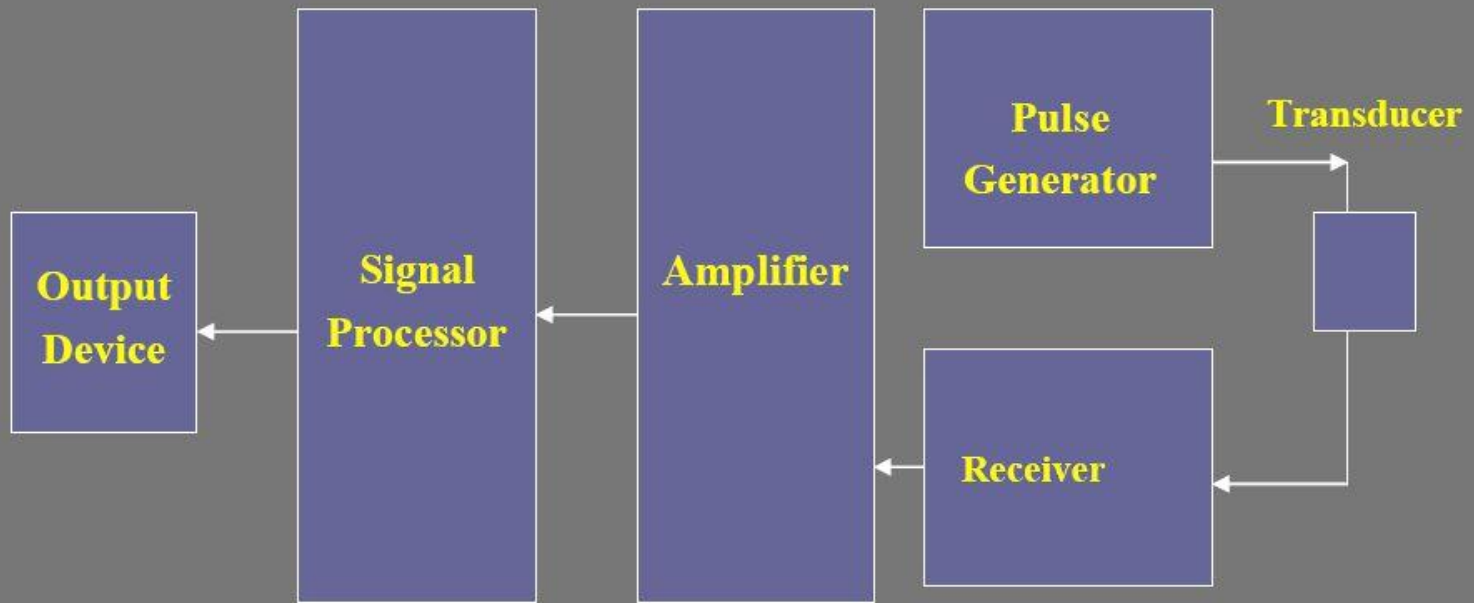 Pulse
Generator
Transducer
Output
Device
Signal
Processor
Amplifier
Receiver